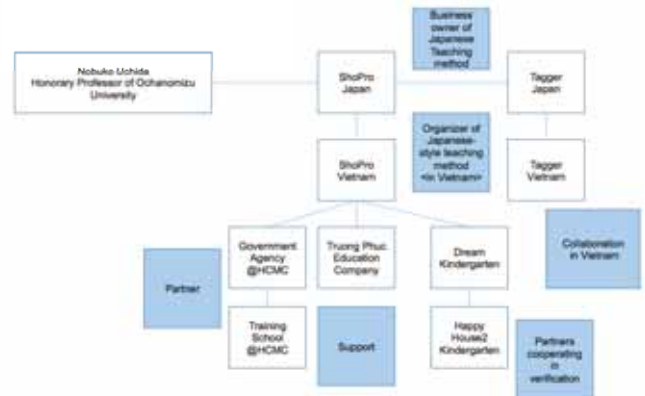 Business
owner of
Japanese
Teaching
method
Nobuko Uchida
Honorary Professor of Ochanomizu
University
ShoPro
Japan
Tagger
Japan
ShoPro
Vietnam
Organizer of
Japanese-
style teaching
method
<in Vietnam>
Tagger
Vietnam
Government
Agency
@HCMC
Truong Phuc
Education
Company
Dream
Kindergarten
Collaboration
in Vietnam
Partner
Training
School
@HCMC
Support
Happy
House2
Kindergarten
Partners
cooperating
in
verification